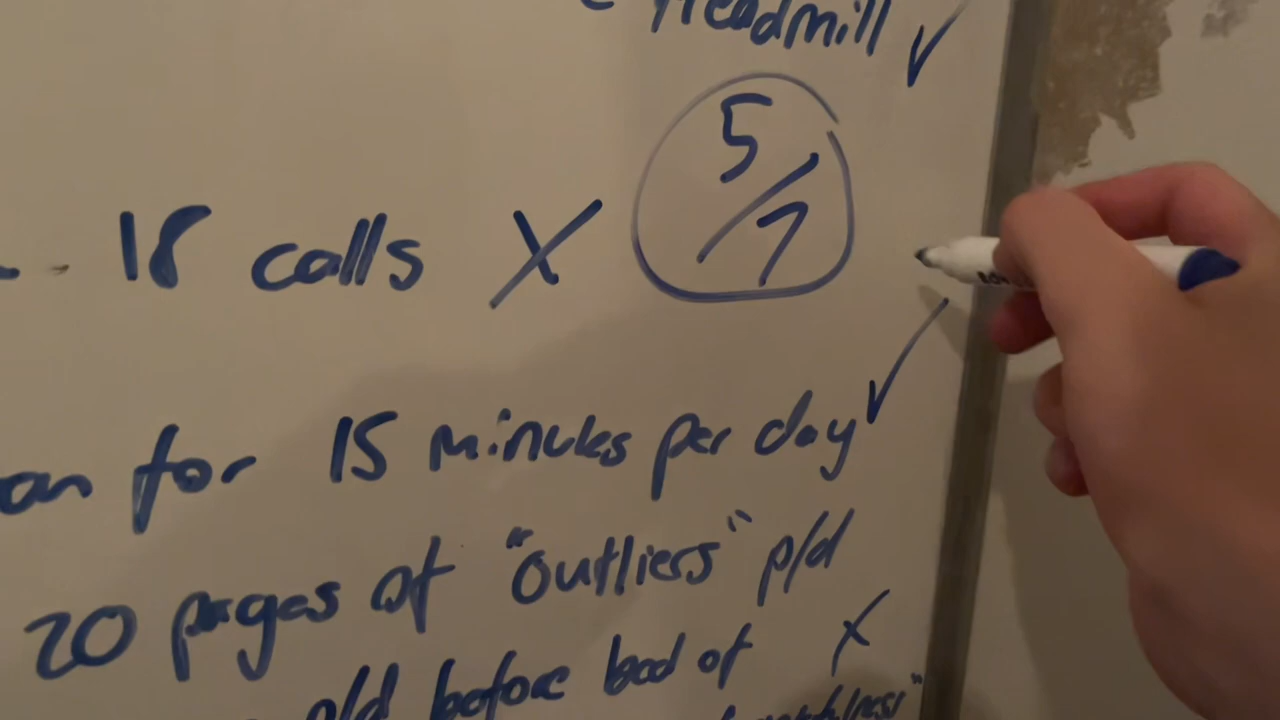 Treadmill ✓
18 calls X 5/7
for 15 minutes per day ✓
20 pages of "Outliers" p/d
X
p/d before bed of